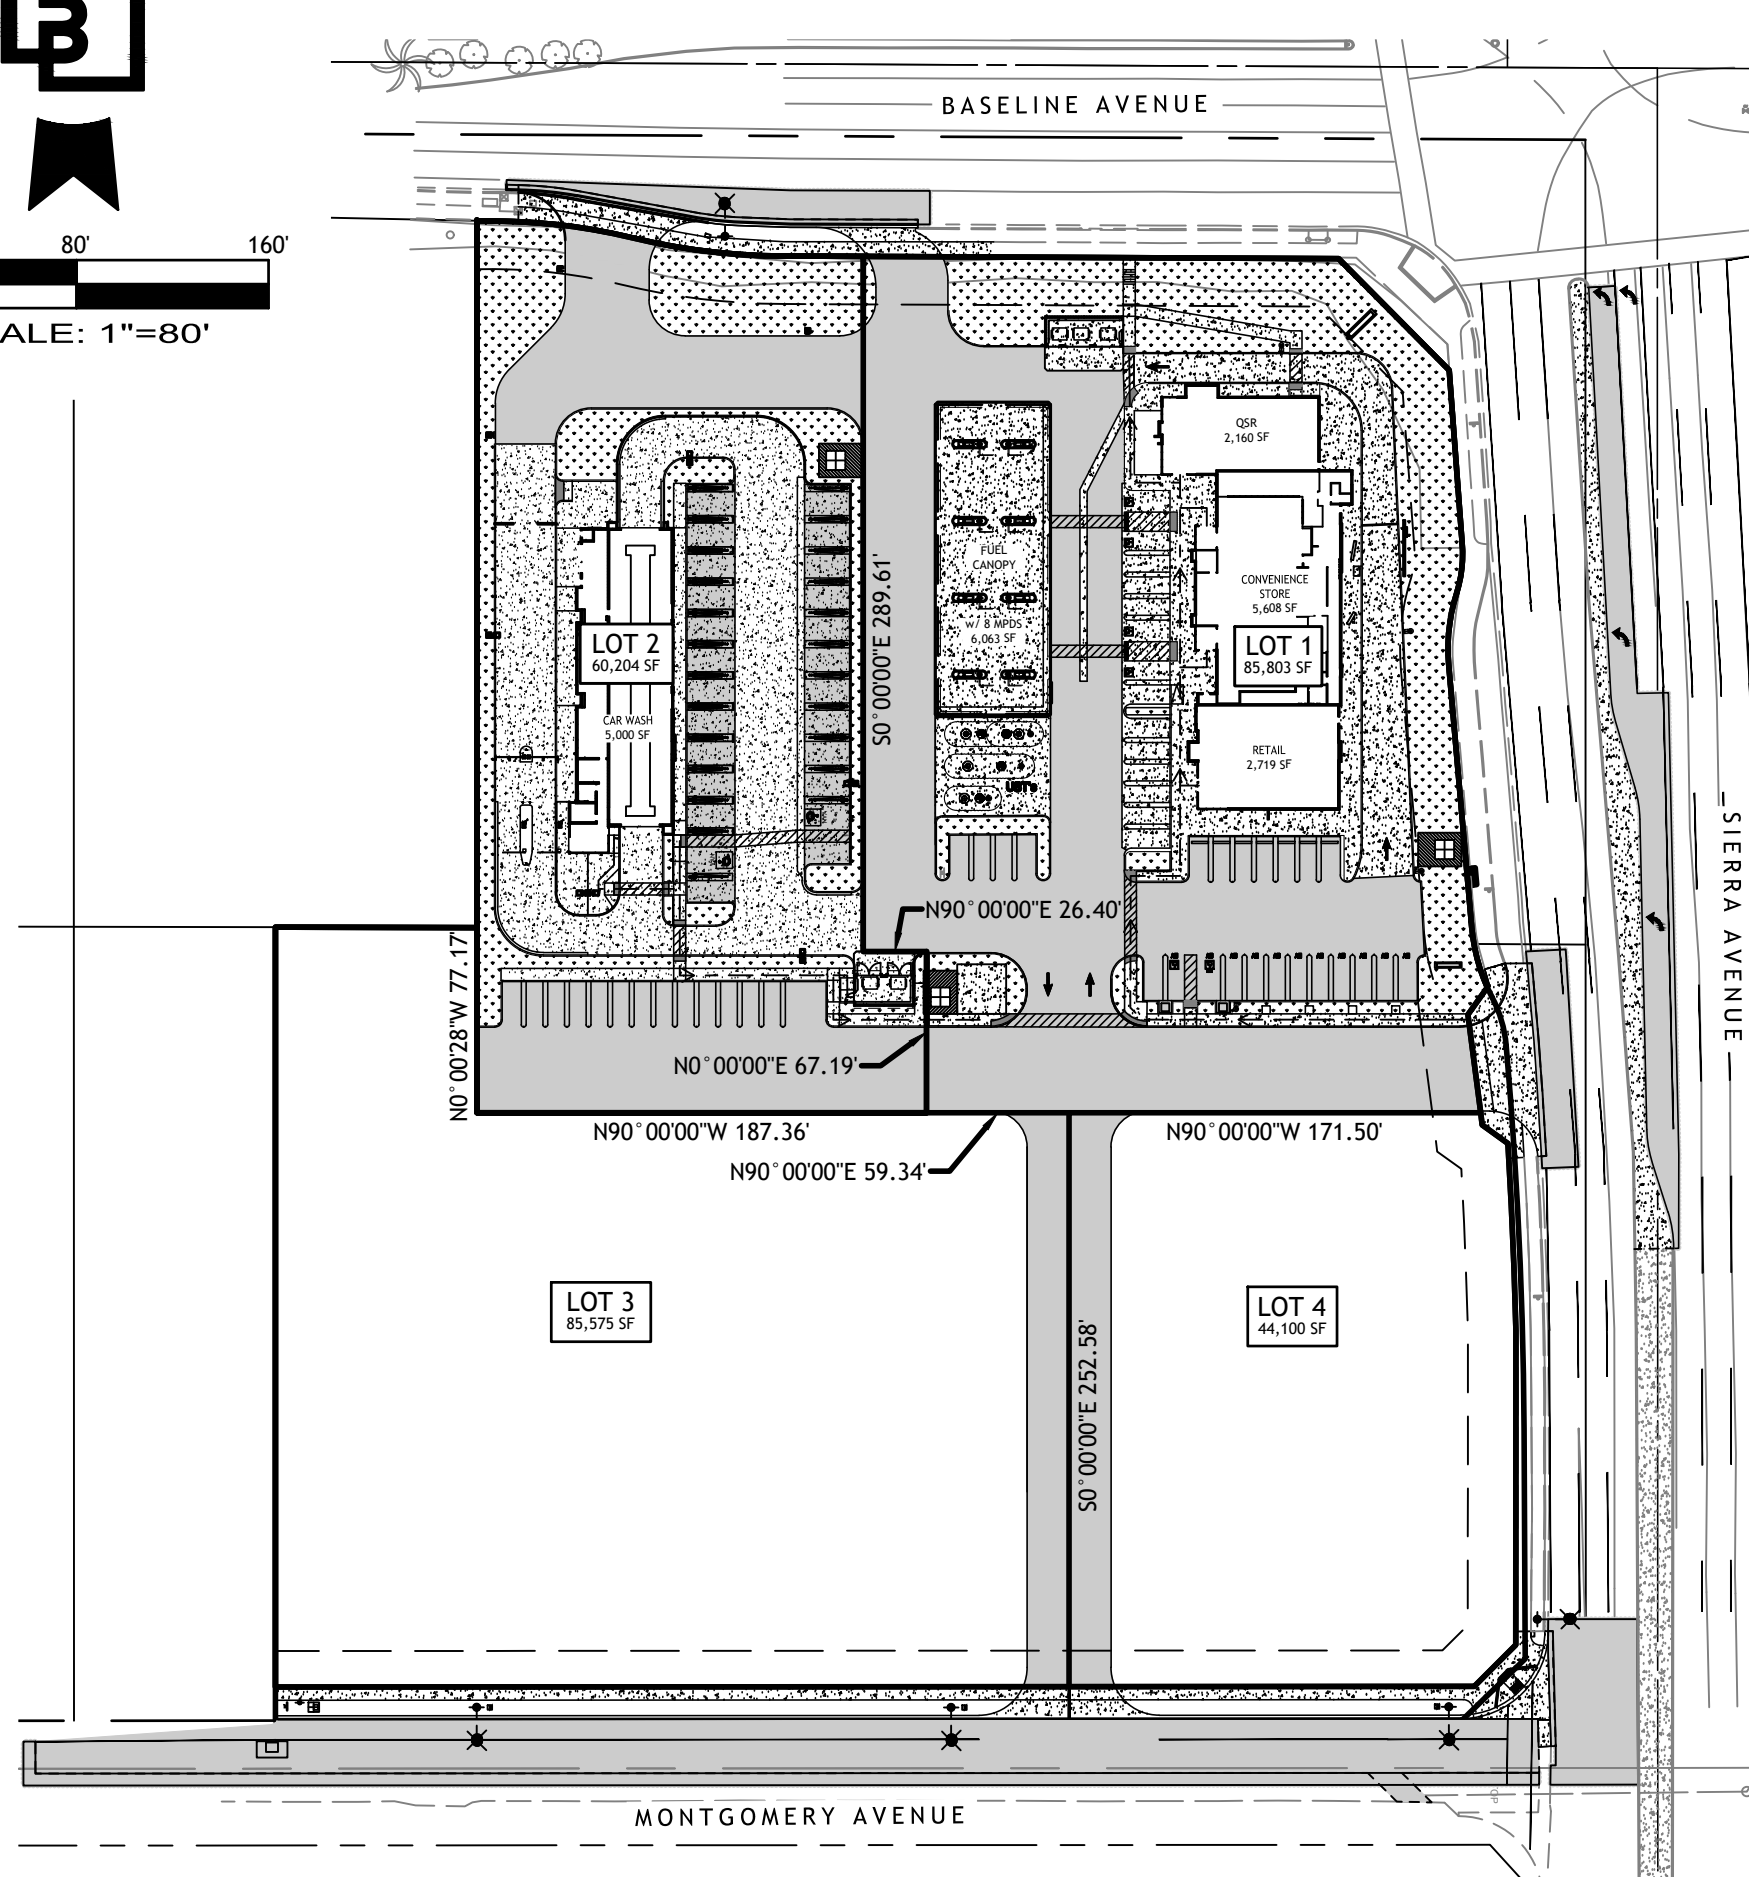 B
BASELINE AVENUE
80' 160'
ALE: 1"=80'
QSR
2,160 SF
FUEL
CANOPY
w/ 8 MPDS
6,063 SF
CONVENIENCE
STORE
5,608 SF
LOT 2
60,204 SF
LOT 1
85,803 SF
S0°00'00"E 289.61'
CAR WASH
5,000 SF
RETAIL
2,719 SF
UST's
SIERRA AVENUE
N90°00'00"E 26.40'
N0°00'28"W 77.17'
N0°00'00"E 67.19'
N90°00'00"W 187.36'
N90°00'00"W 171.50'
N90°00'00"E 59.34'
LOT 3
85,575 SF
LOT 4
44,100 SF
S0°00'00"E 252.58'
MONTGOMERY AVENUE